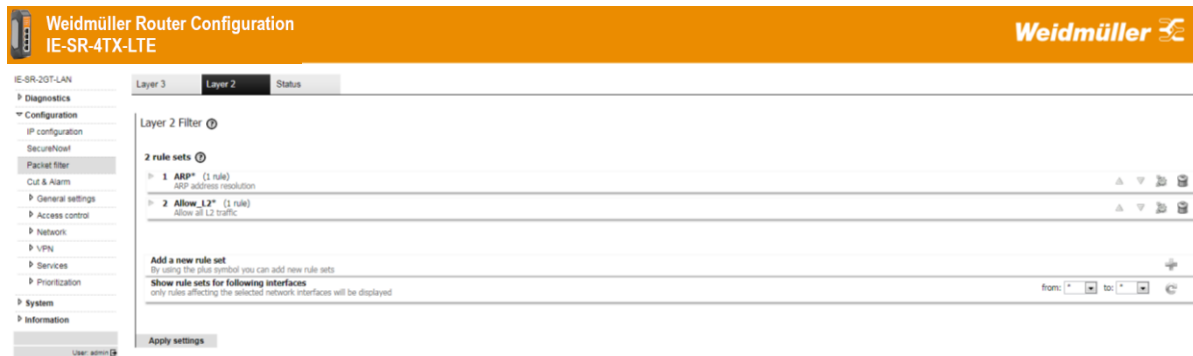 Weidmüller Router Configuration
IE-SR-4TX-LTE
Weidmüller
IE-SR-2GT-LAN
Diagnostics
Configuration
IP configuration
SecureNow!
Packet filter
Cut & Alarm
General settings
Access control
Network
VPN
Services
Prioritization
System
Information
User: admin
Layer 3 Layer 2 Status
Layer 2 Filter ?
2 rule sets ?
1 ARP* (1 rule)
ARP address resolution
2 Allow_L2* (1 rule)
Allow all L2 traffic
Add a new rule set
By using the plus symbol you can add new rule sets
Show rule sets for following interfaces
only rules affecting the selected network interfaces will be displayed
from: * to: *
Apply settings